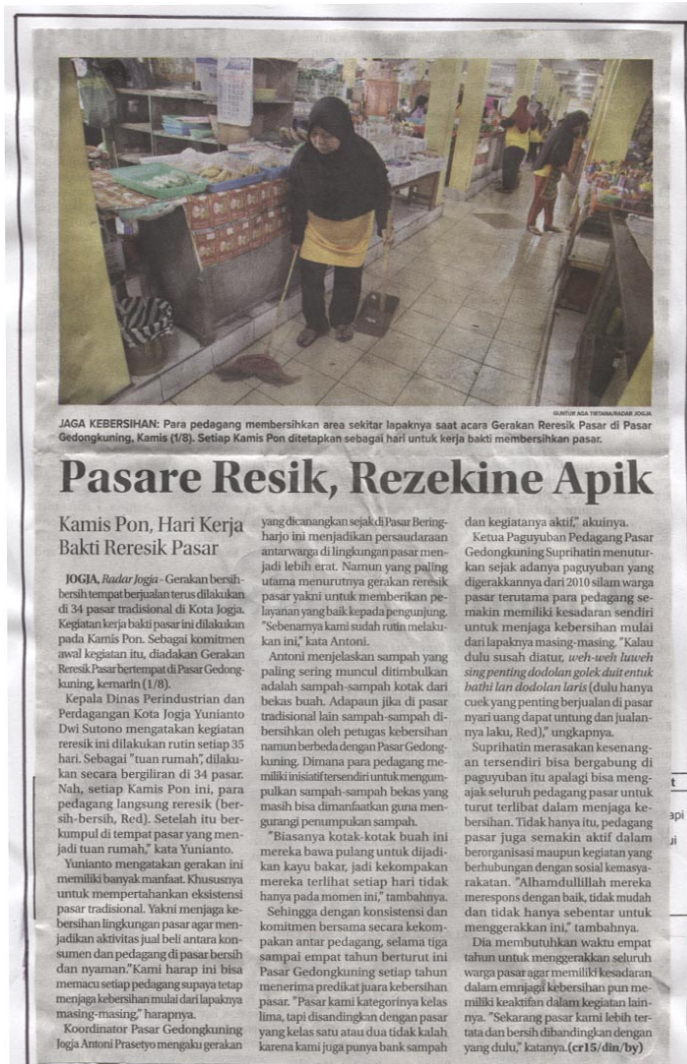 GUNTUR AGA TIRTANA/RADAR JOGJA
JAGA KEBERSIHAN: Para pedagang membersihkan area sekitar lapaknya saat acara Gerakan Reresik Pasar di Pasar
Gedongkuning, Kamis (1/8). Setiap Kamis Pon ditetapkan sebagai hari untuk kerja bakti membersihkan pasar.
Pasare Resik, Rezekine Apik
Kamis Pon, Hari Kerja
Bakti Reresik Pasar
JOGJA, Radar Jogja - Gerakan bersih-
bersih tempat berjualan terus dilakukan
di 34 pasar tradisional di Kota Jogja.
Kegiatan kerja bakti pasar ini dilakukan
pada Kamis Pon. Sebagai komitmen
awal kegiatan itu, diadakan Gerakan
Reresik Pasar bertempat di Pasar Gedong-
kuning, kemarin (1/8).
Kepala Dinas Perindustrian dan
Perdagangan Kota Jogja Yunianto
Dwi Sutono mengatakan kegiatan
reresik ini dilakukan rutin setiap 35
hari. Sebagai "tuan rumah", dilaku-
kan secara bergiliran di 34 pasar.
Nah, setiap Kamis Pon ini, para
pedagang langsung reresik (ber-
sih-bersih, Red). Setelah itu ber-
kumpul di tempat pasar yang men-
jadi tuan rumah," kata Yunianto.
Yunianto mengatakan gerakan ini
memiliki banyak manfaat. Khususnya
untuk mempertahankan eksistensi
pasar tradisional. Yakni menjaga ke-
bersihan lingkungan pasar agar men-
jadikan aktivitas jual beli antara kon-
sumen dan pedagang di pasar bersih
dan nyaman."Kami harap ini bisa
memacu setiap pedagang supaya tetap
menjaga kebersihan mulai dari lapaknya
masing-masing," harapnya.
Koordinator Pasar Gedongkuning
Jogja Antoni Prasetyo mengaku gerakan
yang dicanangkan sejak di Pasar Bering-
harjo ini menjadikan persaudaraan
antarwarga di lingkungan pasar men-
jadi lebih erat. Namun yang paling
utama menurutnya gerakan reresik
pasar yakni untuk memberikan pe-
layanan yang baik kepada pengunjung.
"Sebenarnya kami sudah rutin melaku-
kan ini," kata Antoni.
Antoni menjelaskan sampah yang
paling sering muncul ditimbulkan
adalah sampah-sampah kotak dari
bekas buah. Adapaun jika di pasar
tradisional lain sampah-sampah di-
bersihkan oleh petugas kebersihan
namun berbeda dengan Pasar Gedong-
kuning. Dimana para pedagang me-
miliki inisiatif tersendiri untuk mengum-
pulkan sampah-sampah bekas yang
masih bisa dimanfaatkan guna men-
gurangi penumpukan sampah.
"Biasanya kotak-kotak buah ini
mereka bawa pulang untuk dijadi-
kan kayu bakar, jadi kekompakan
mereka terlihat setiap hari tidak
hanya pada momen ini," tambahnya.
Sehingga dengan konsistensi dan
komitmen bersama secara kekom-
pakan antar pedagang, selama tiga
sampai empat tahun berturut ini
Pasar Gedongkuning setiap tahun
menerima predikat juara kebersihan
pasar. "Pasar kami kategorinya kelas
lima, tapi disandingkan dengan pasar
yang kelas satu atau dua tidak kalah
karena kami juga punya bank sampah
dan kegiatanya aktif," akuinya.
Ketua Paguyuban Pedagang Pasar
Gedongkuning Suprihatin menutur-
kan sejak adanya paguyuban yang
digerakkannya dari 2010 silam warga
pasar terutama para pedagang se-
makin memiliki kesadaran sendiri
untuk menjaga kebersihan mulai
dari lapaknya masing-masing. "Kalau
dulu susah diatur, weh-weh luweh
sing penting dodolan golek duit entuk
bathi lan dodolan laris (dulu hanya
cuek yang penting berjualan di pasar
nyari uang dapat untung dan jualan-
nya laku, Red)," ungkapnya.
Suprihatin merasakan kesenang-
an tersendiri bisa bergabung di
paguyuban itu apalagi bisa meng-
ajak seluruh pedagang pasar untuk
turut terlibat dalam menjaga ke-
bersihan. Tidak hanya itu, pedagang
pasar juga semakin aktif dalam
berorganisasi maupun kegiatan yang
berhubungan dengan sosial kemasya-
rakatan. "Alhamdullillah mereka
merespons dengan baik, tidak mudah
dan tidak hanya sebentar untuk
menggerakkan ini," tambahnya.
Dia membutuhkan waktu empat
tahun untuk menggerakkan seluruh
warga pasar agar memiliki kesadaran
dalam emnjaga kebersihan pun me-
miliki keaktifan dalam kegiatan lain-
nya. "Sekarang pasar kami lebih ter-
tata dan bersih dibandingkan dengan
yang dulu," katanya.(cr15/din/by)